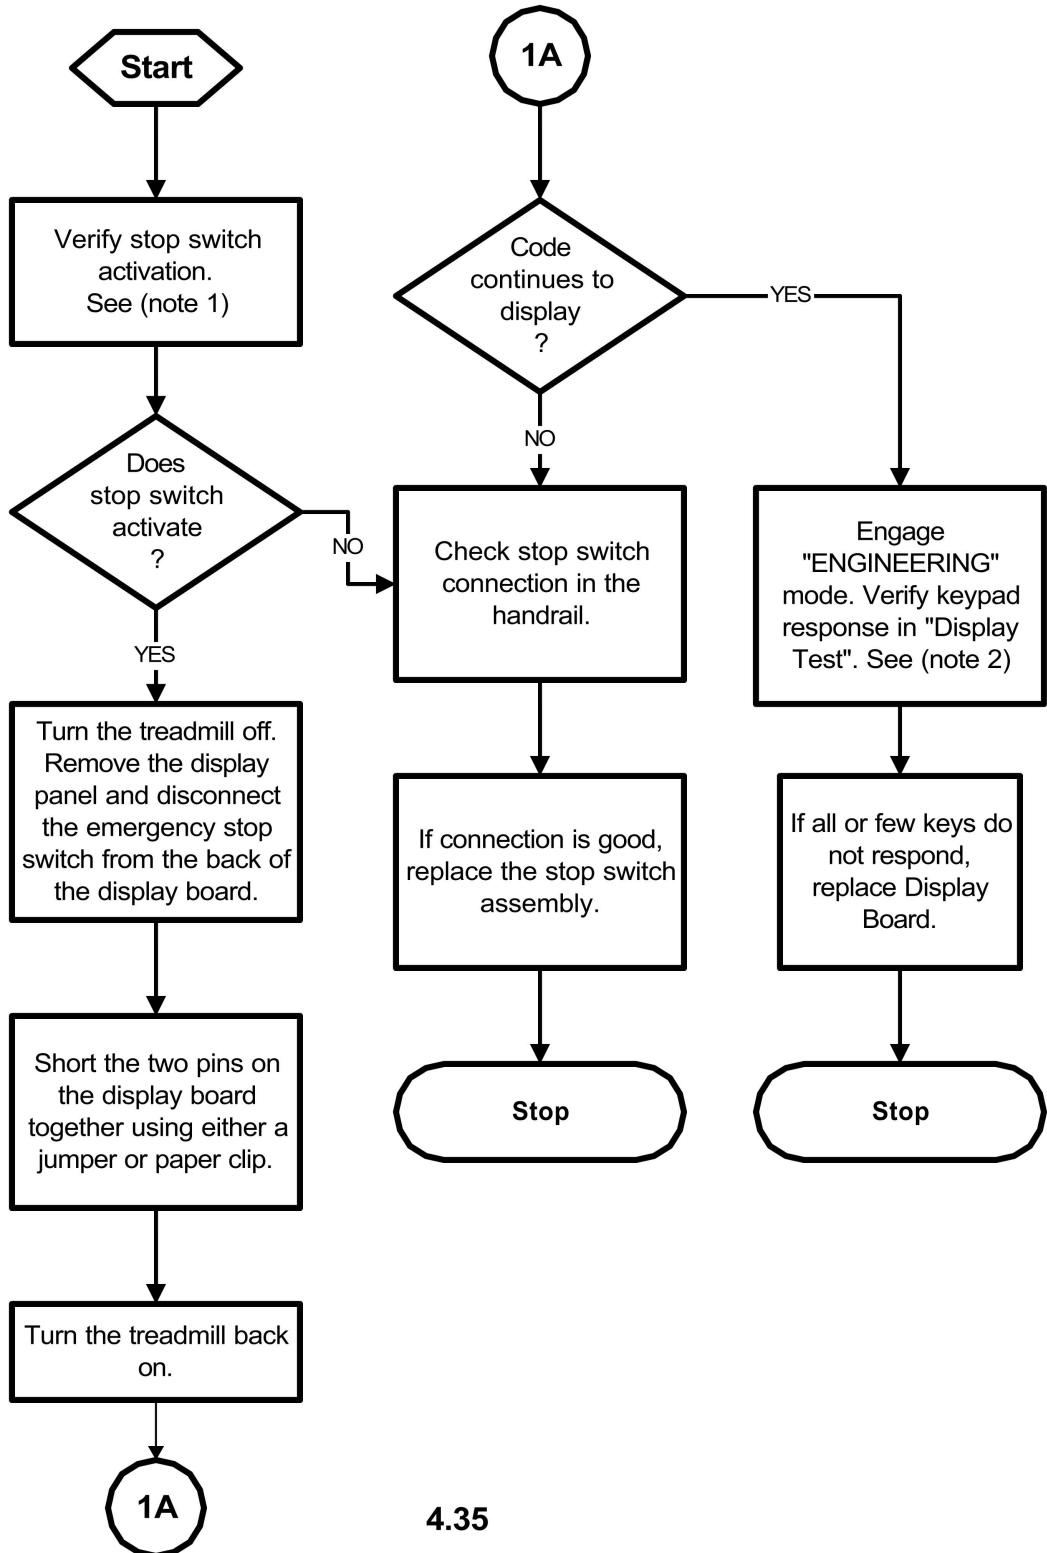 Start
Verify stop switch
activation.
See (note 1)
Does
stop switch
activate
?
NO
YES
Turn the treadmill off.
Remove the display
panel and disconnect
the emergency stop
switch from the back of
the display board.
Short the two pins on
the display board
together using either a
jumper or paper clip.
Turn the treadmill back
on.
1A
1A
Code
continues to
display
?
YES
NO
Check stop switch
connection in the
handrail.
If connection is good,
replace the stop switch
assembly.
Stop
Engage
"ENGINEERING"
mode. Verify keypad
response in "Display
Test". See (note 2)
If all or few keys do
not respond,
replace Display
Board.
Stop
4.35